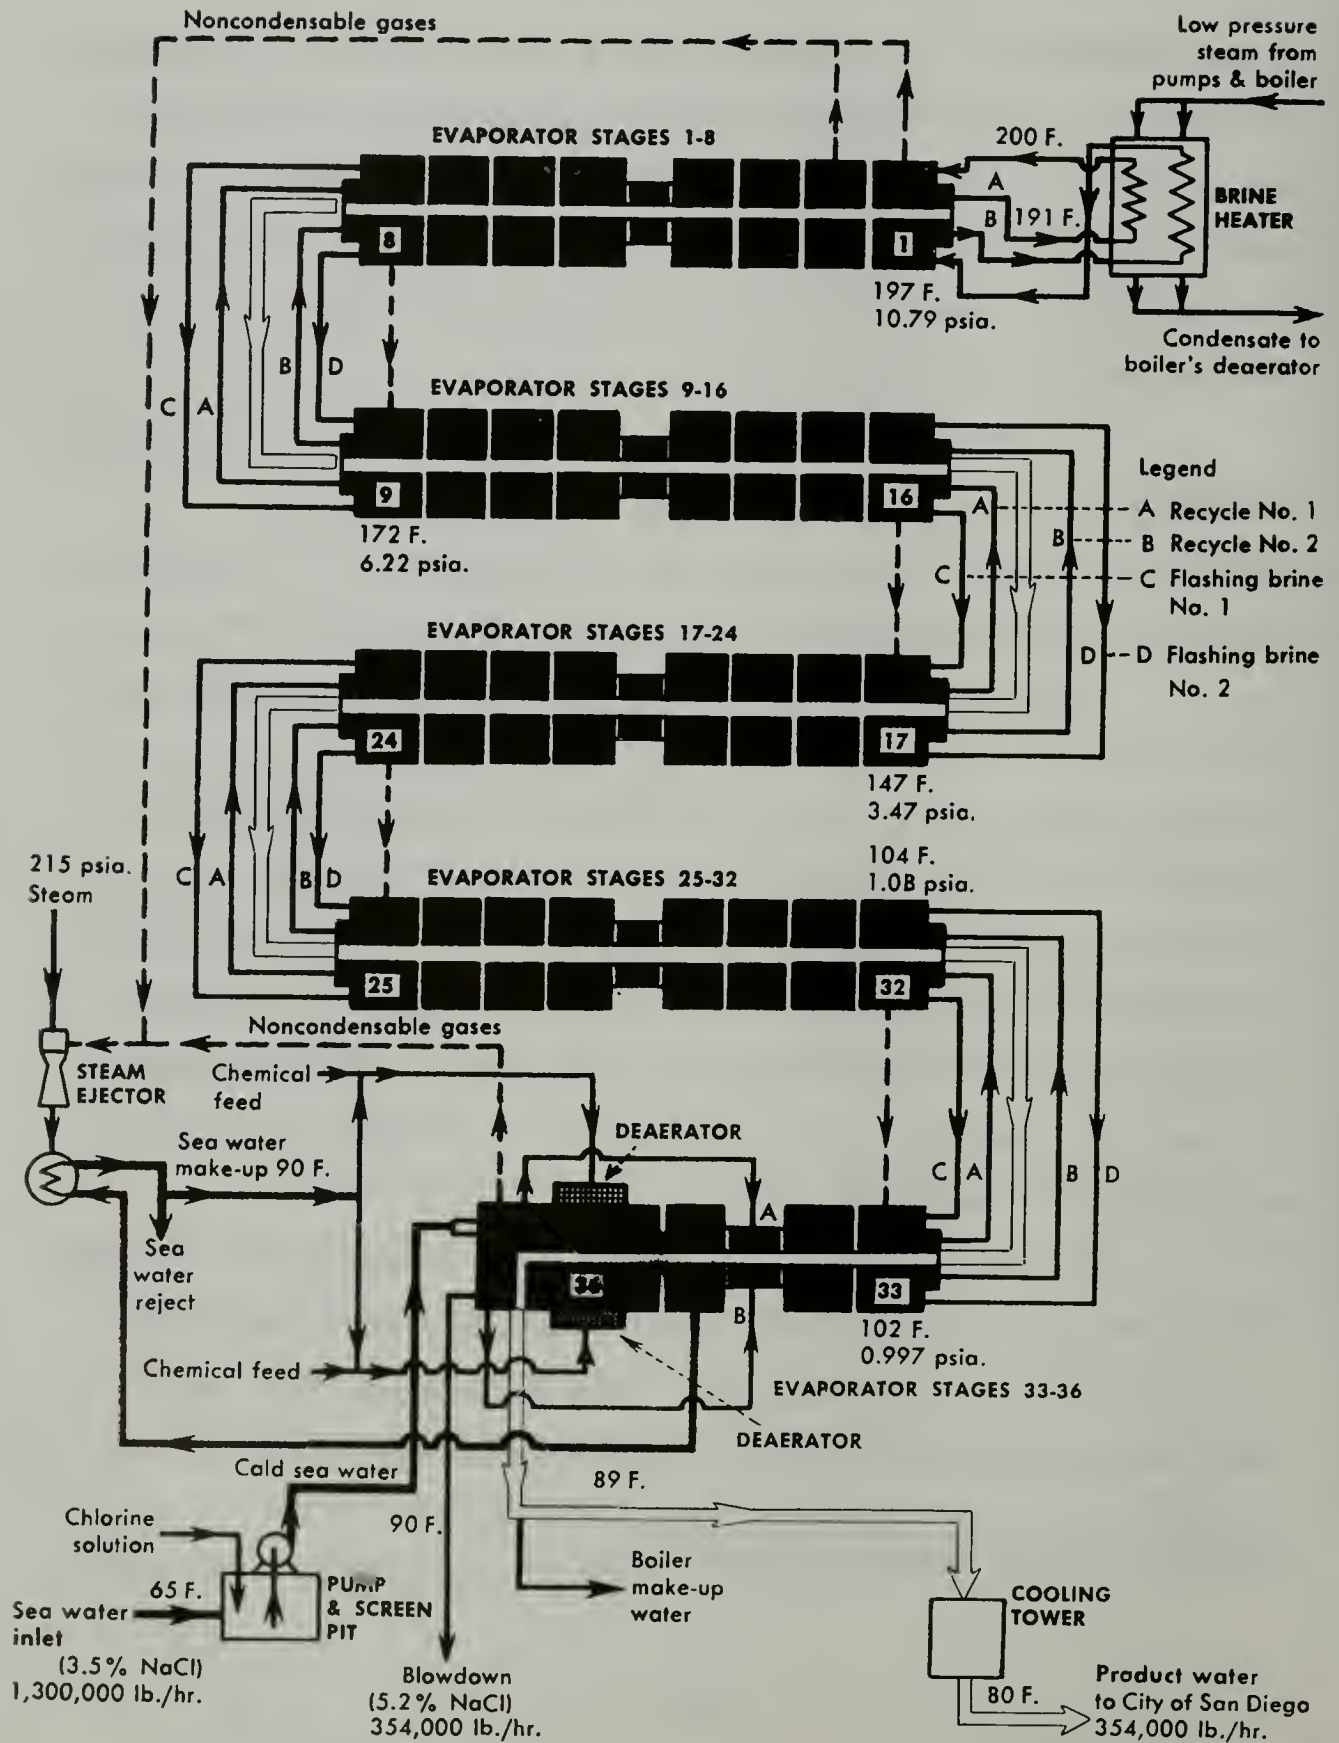 Noncondensable gases
Low pressure
steam from
pumps & boiler
EVAPORATOR STAGES 1-8
200 F.
A
B
191 F.
BRINE
HEATER
8
1
197 F.
10.79 psia.
Condensate to
boiler's deaerator
C
A
B
D
EVAPORATOR STAGES 9-16
9
16
172 F.
6.22 psia.
Legend
A
A Recycle No. 1
B
B Recycle No. 2
C
C Flashing brine
No. 1
D
D Flashing brine
No. 2
EVAPORATOR STAGES 17-24
24
17
147 F.
3.47 psia.
104 F.
1.08 psia.
215 psia.
Steam
C
A
B
D
EVAPORATOR STAGES 25-32
25
32
Noncondensable gases
STEAM
EJECTOR
Chemical
feed
DEAERATOR
Sea water
make-up 90 F.
C
A
B
D
A
Sea
water
reject
36
33
B
102 F.
0.997 psia.
Chemical feed
EVAPORATOR STAGES 33-36
DEAERATOR
Cald sea water
89 F.
Chlorine
solution
90 F.
65 F.
Sea water
inlet
(3.5% NaCl)
1,300,000 lb./hr.
PUMP
& SCREEN
PIT
Boiler
make-up
water
COOLING
TOWER
Blowdown
(5.2% NaCl)
354,000 lb./hr.
80 F.
Product water
to City of San Diego
354,000 lb./hr.